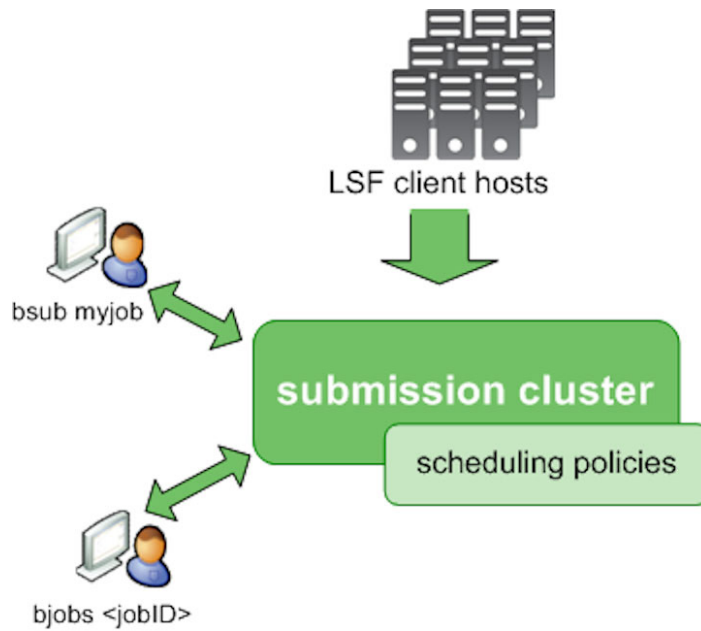 LSF client hosts
bsub myjob
submission cluster
scheduling policies
bjobs <jobID>